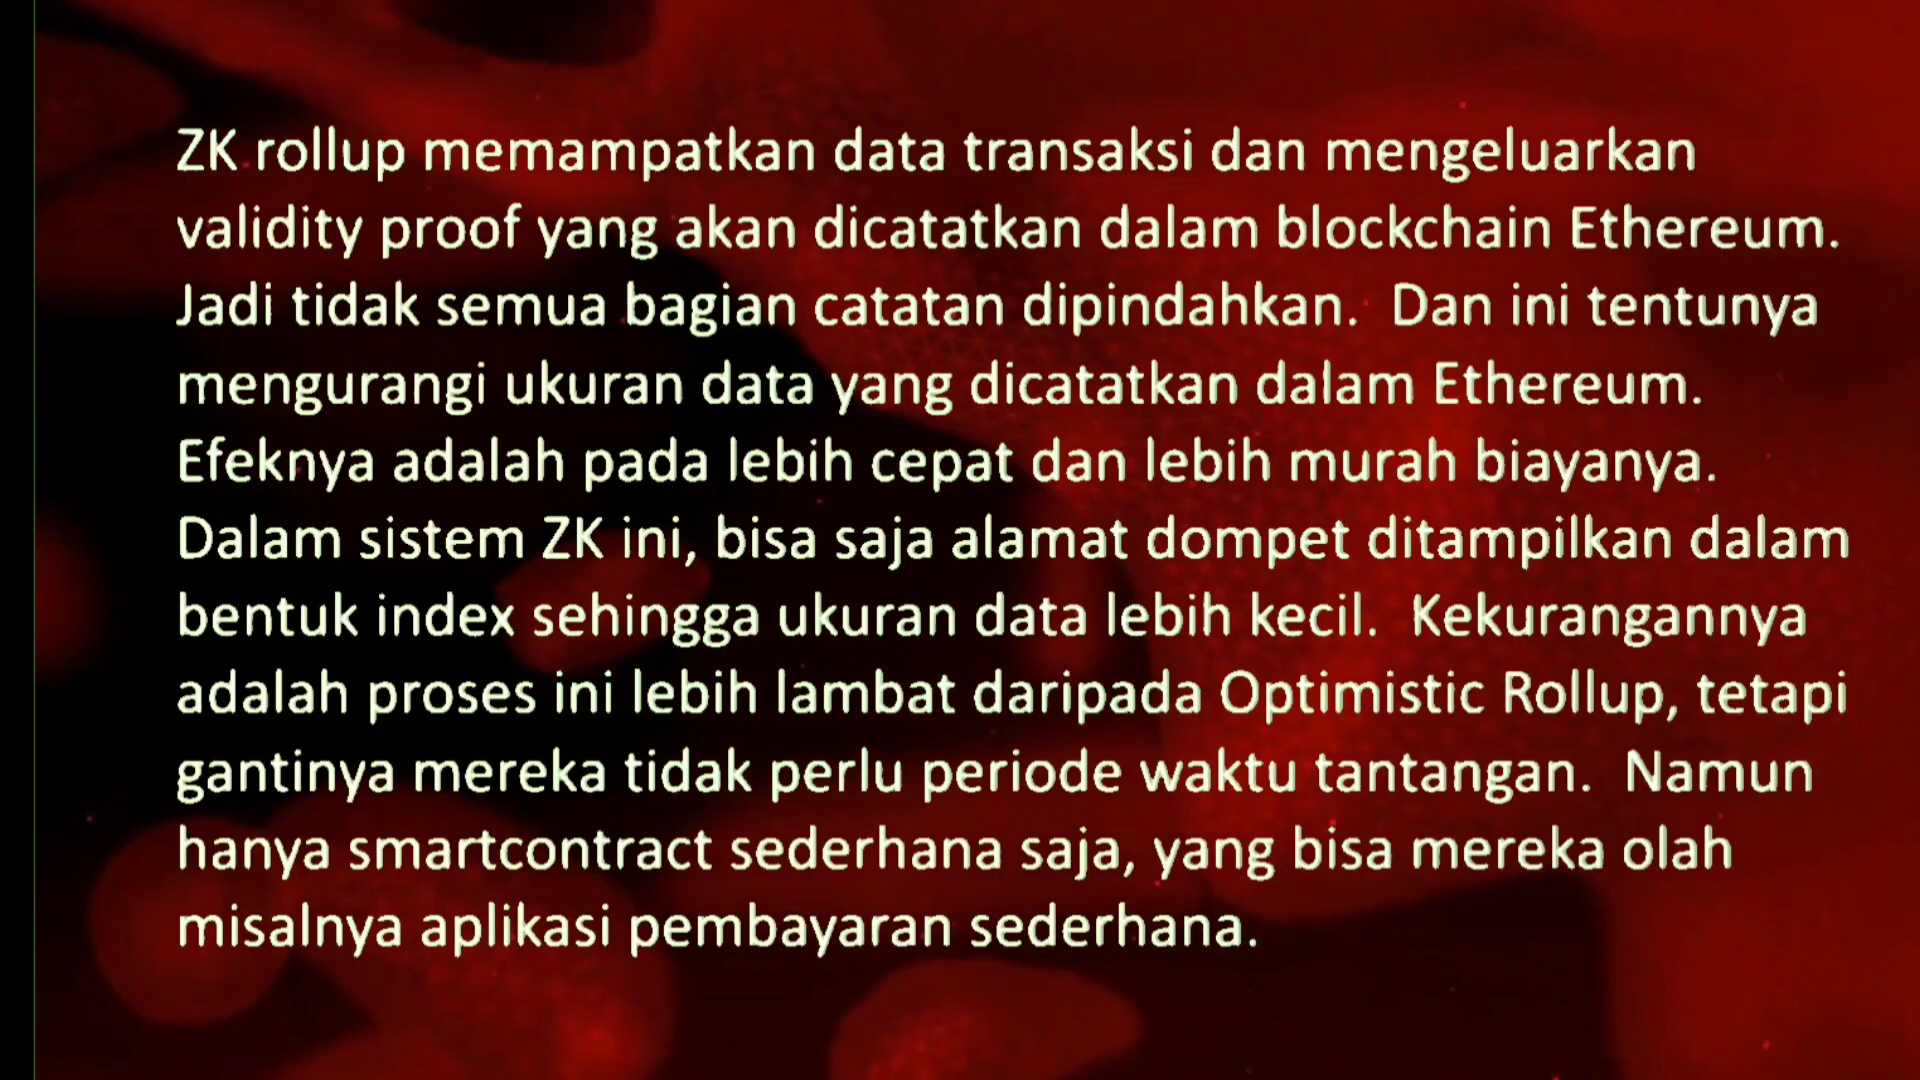 ZK rollup memampatkan data transaksi dan mengeluarkan
validity proof yang akan dicatatkan dalam blockchain Ethereum.
Jadi tidak semua bagian catatan dipindahkan.  Dan ini tentunya
mengurangi ukuran data yang dicatatkan dalam Ethereum.
Efeknya adalah pada lebih cepat dan lebih murah biayanya.
Dalam sistem ZK ini, bisa saja alamat dompet ditampilkan dalam
bentuk index sehingga ukuran data lebih kecil.  Kekurangannya
adalah proses ini lebih lambat daripada Optimistic Rollup, tetapi
gantinya mereka tidak perlu periode waktu tantangan.  Namun
hanya smartcontract sederhana saja, yang bisa mereka olah
misalnya aplikasi pembayaran sederhana.